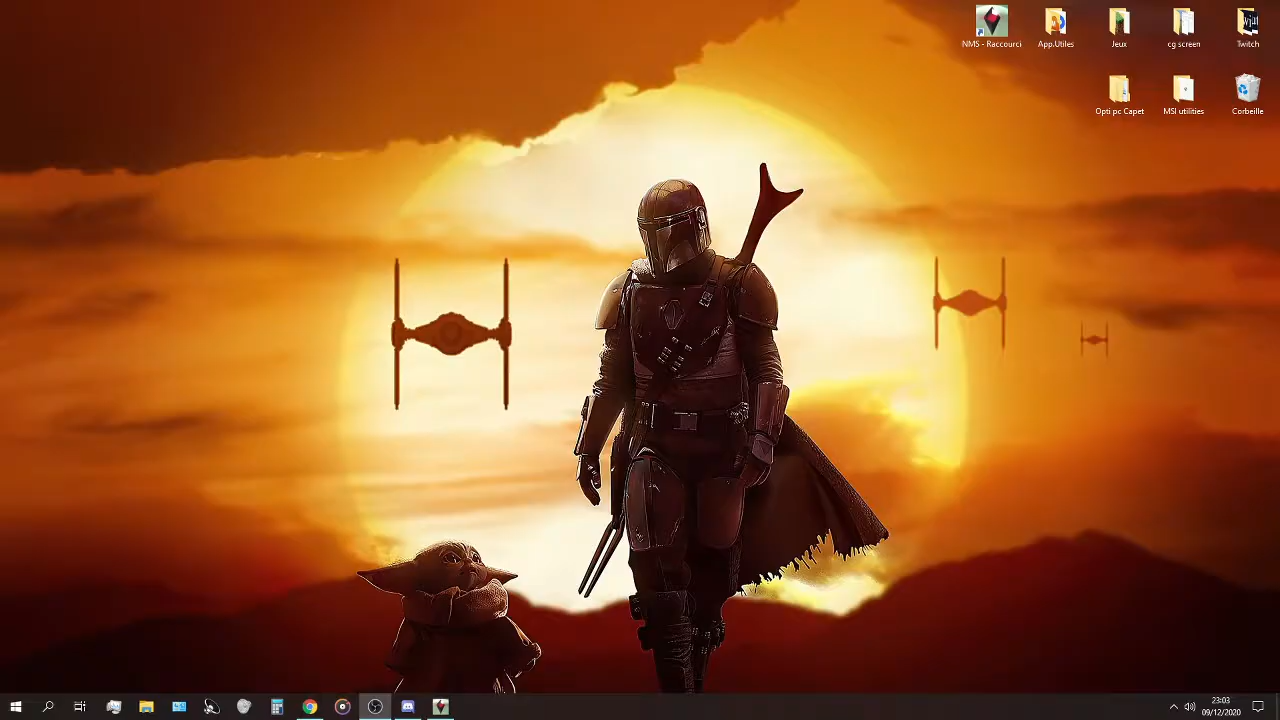 NMS - Raccourci
App.Utiles
Jeux
cg screen
Twitch
Opti pc Capet
MSI utilities
Corbeille
23:03
09/12/2020